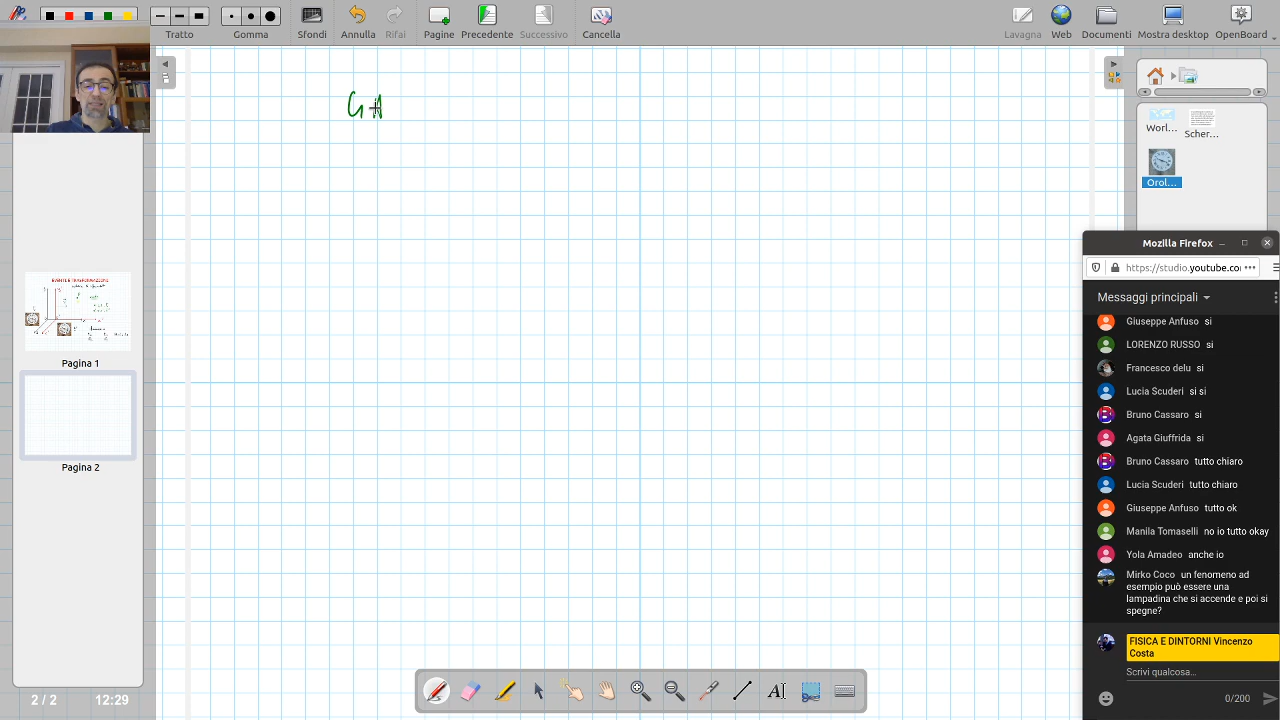 Tratto
Gomma
Sfondi
Annulla
Rifai
Pagine
Precedente
Successivo
Cancella
Lavagna
Web
Documenti
Mostra desktop
OpenBoard
GA
Worl...
Scher...
Orol...
Pagina 1
Pagina 2
2 / 2
12:29
Mozilla Firefox
https://studio.youtube.co
Messaggi principali
Giuseppe Anfuso si
LORENZO RUSSO si
Francesco delu si
Lucia Scuderi si si
Bruno Cassaro si
Agata Giuffrida si
Bruno Cassaro tutto chiaro
Lucia Scuderi tutto chiaro
Giuseppe Anfuso tutto ok
Manila Tomaselli no io tutto okay
Yola Amadeo anche io
Mirko Coco un fenomeno ad
esempio può essere una
lampadina che si accende e poi si
spegne?
FISICA E DINTORNI Vincenzo
Costa
Scrivi qualcosa...
0/200